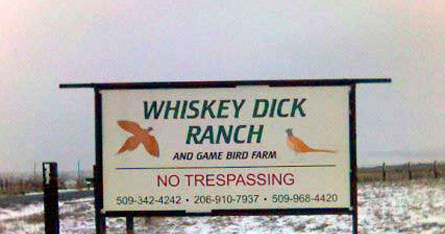 WHISKEY DICK
RANCH
AND GAME BIRD FARM
NO TRESPASSING
509-342-4242 • 206-910-7937 • 509-968-4420